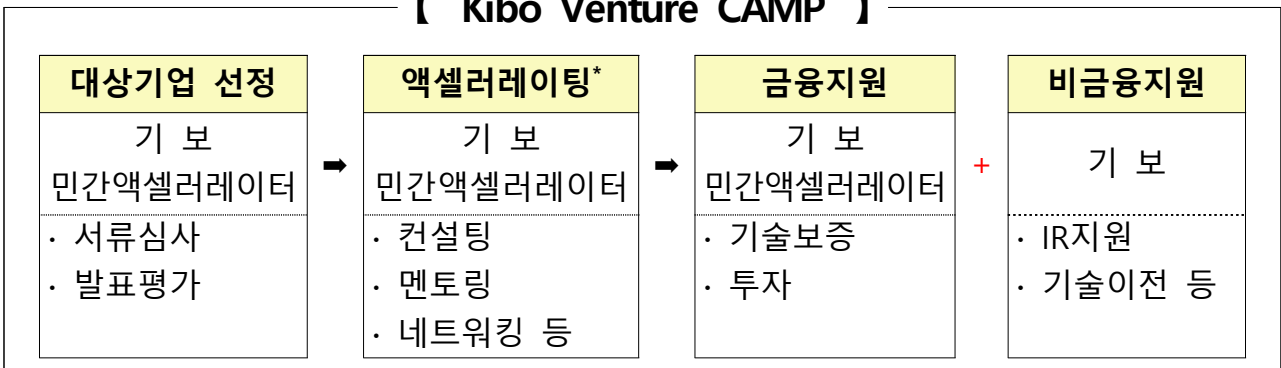 【 Kibo Venture CAMP 】
대상기업 선정
기 보
민간액셀러레이터
· 서류심사
· 발표평가
➡
액셀러레이팅*
기 보
민간액셀러레이터
· 컨설팅
· 멘토링
· 네트워킹 등
➡
금융지원
기 보
민간액셀러레이터
· 기술보증
· 투자
+
비금융지원
기 보
· IR지원
· 기술이전 등